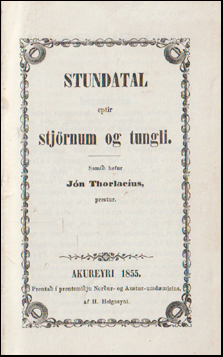 STUNDATAL
eptir
stjörnum og tungli.
Samið hefur
Jón Thorlacíus,
prestur.
AKUREYRI 1855.
Prentað í prentsmiðju Norður- og Austur-umdæmisins,
af H. Helgasyni.